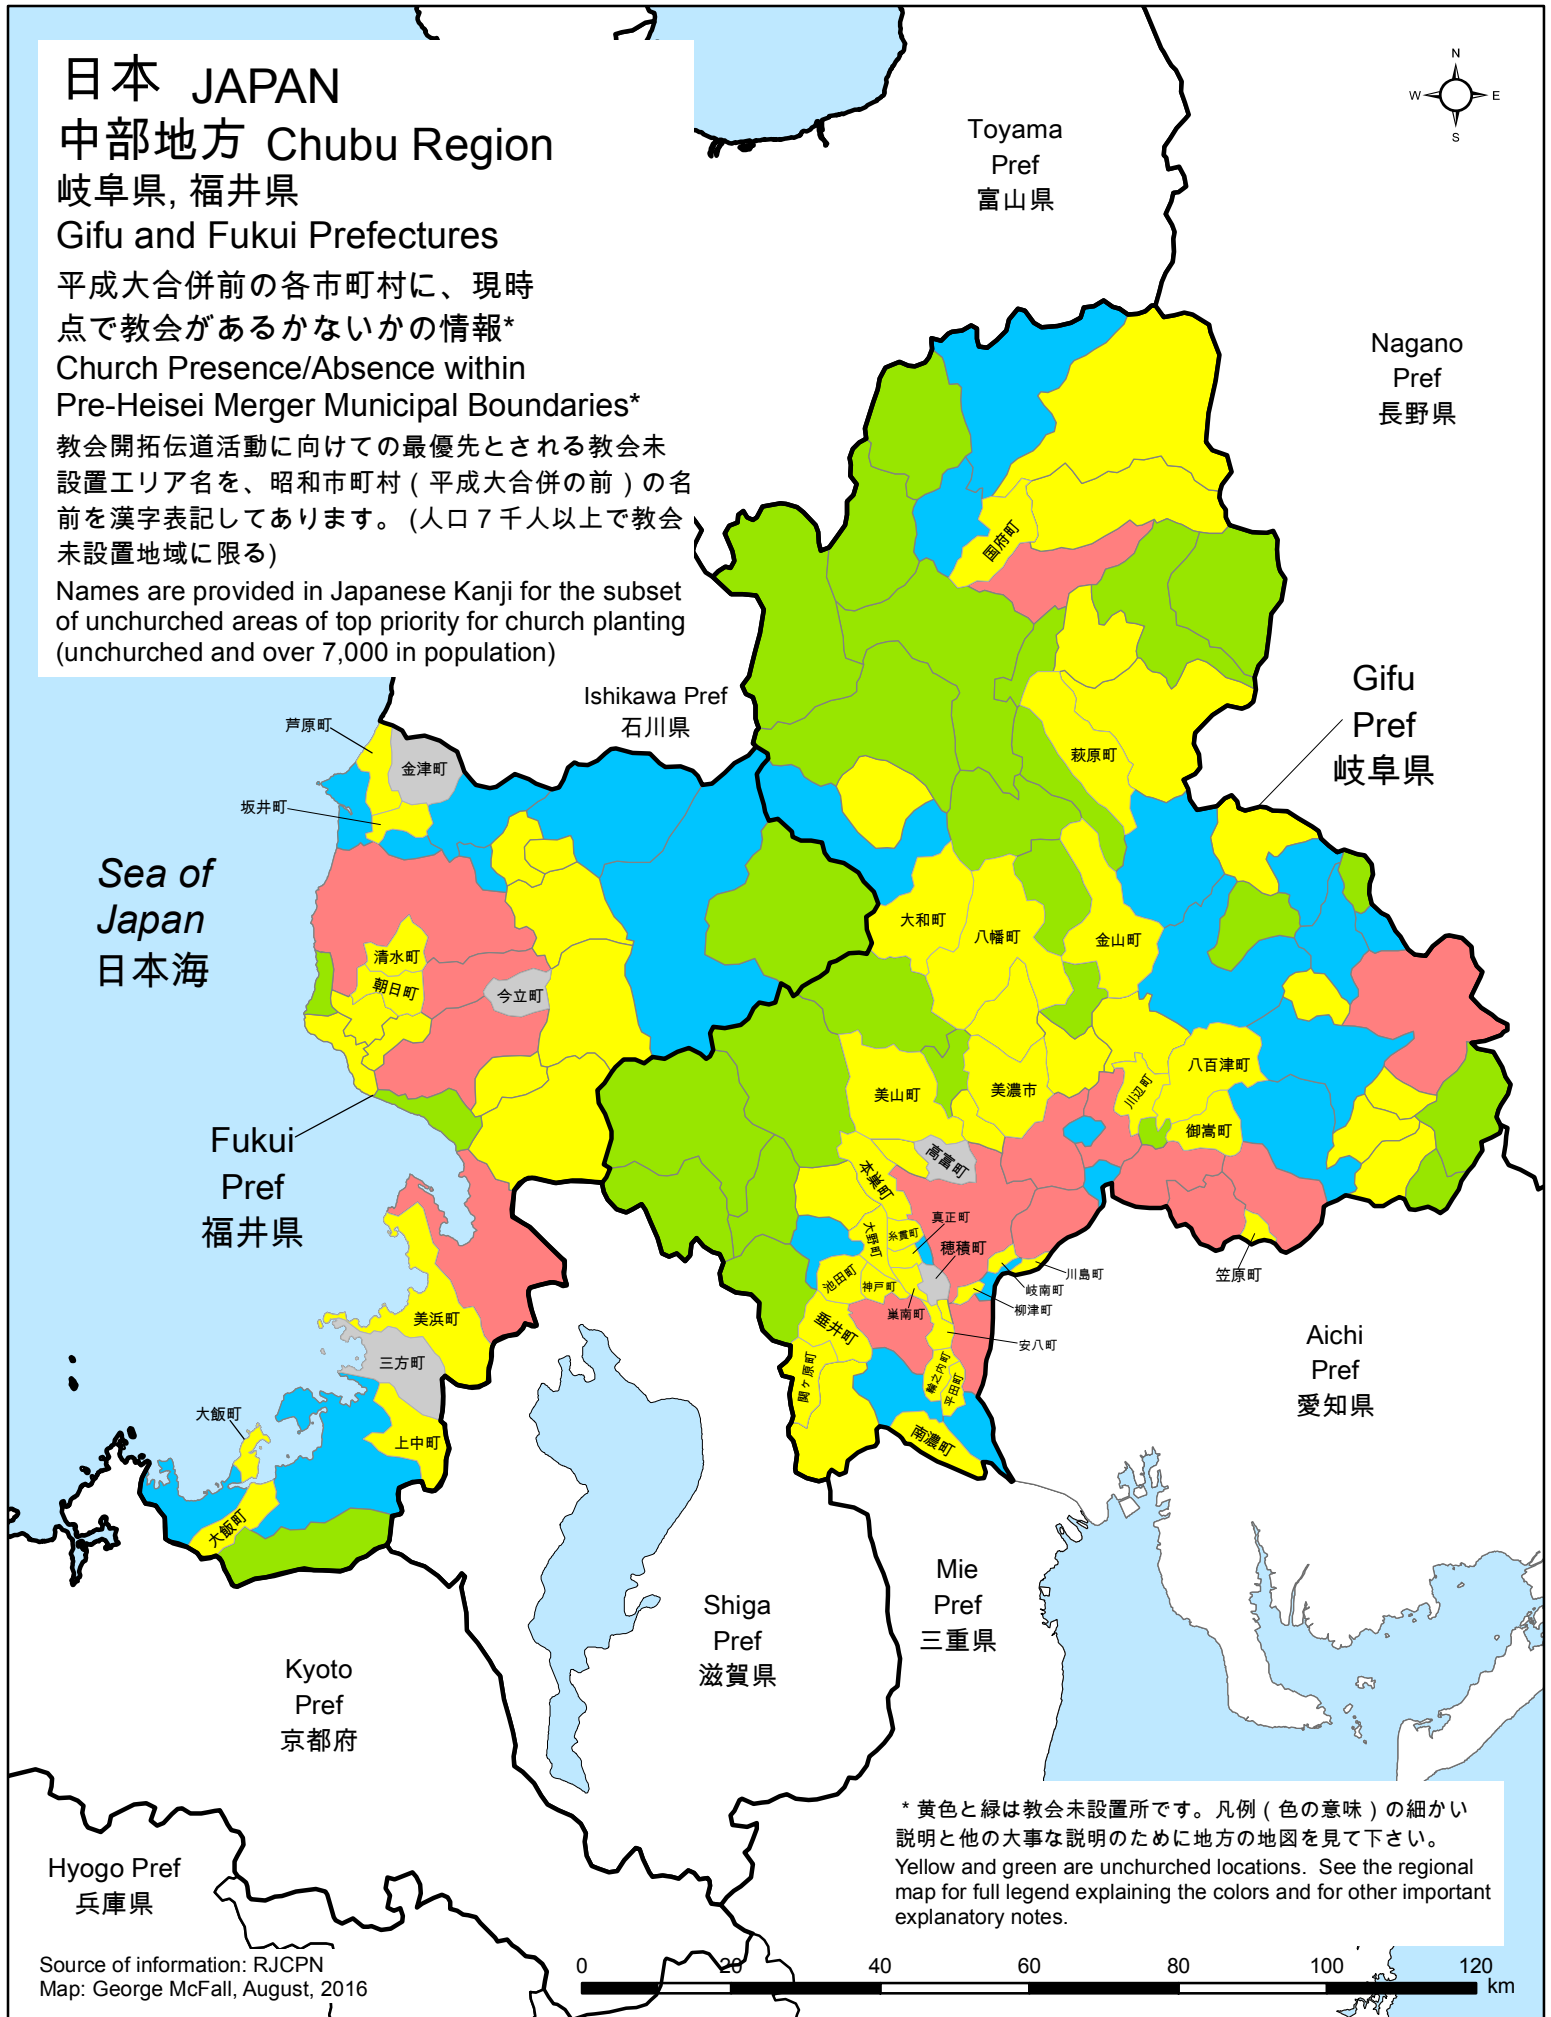 日本 JAPAN
中部地方 Chubu Region
岐阜県, 福井県
Gifu and Fukui Prefectures
平成大合併前の各市町村に、現時
点で教会があるかないかの情報*
Church Presence/Absence within
Pre-Heisei Merger Municipal Boundaries*
教会開拓伝道活動に向けての最優先とされる教会未
設置エリア名を、昭和市町村 ( 平成大合併の前 ) の名
前を漢字表記してあります。 (人口７千人以上で教会
未設置地域に限る)
Names are provided in Japanese Kanji for the subset
of unchurched areas of top priority for church planting
(unchurched and over 7,000 in population)
N
W
E
S
Toyama
Pref
富山県
Nagano
Pref
長野県
Gifu
Pref
岐阜県
Ishikawa Pref
石川県
Sea of
Japan
日本海
Fukui
Pref
福井県
国府町
萩原町
芦原町
金津町
坂井町
大和町
八幡町
金山町
清水町
朝日町
今立町
美山町
美濃市
八百津町
川辺町
御嵩町
高富町
本巣町
真正町
大野町
糸貫町
穂積町
池田町
神戸町
川島町
岐南町
柳津町
笠原町
巣南町
垂井町
安八町
関ヶ原町
輪之内町
平田町
南濃町
美浜町
三方町
大飯町
上中町
大飯町
Aichi
Pref
愛知県
Mie
Pref
三重県
Shiga
Pref
滋賀県
Kyoto
Pref
京都府
Hyogo Pref
兵庫県
* 黄色と緑は教会未設置所です。凡例 ( 色の意味 ) の細かい
説明と他の大事な説明のために地方の地図を見て下さい。
Yellow and green are unchurched locations. See the regional
map for full legend explaining the colors and for other important
explanatory notes.
Source of information: RJCPN
Map: George McFall, August, 2016
0 20 40 60 80 100 120
km